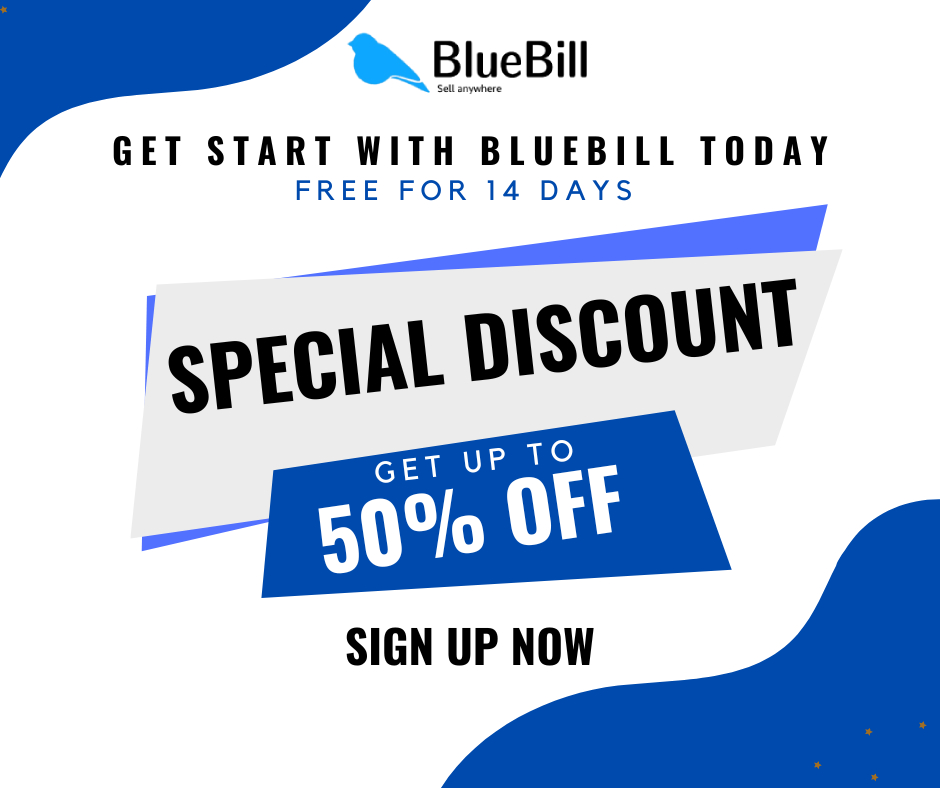 BlueBill
Sell anywhere
GET START WITH BLUEBILL TODAY
FREE FOR 14 DAYS
SPECIAL DISCOUNT
GET UP TO
50% OFF
SIGN UP NOW